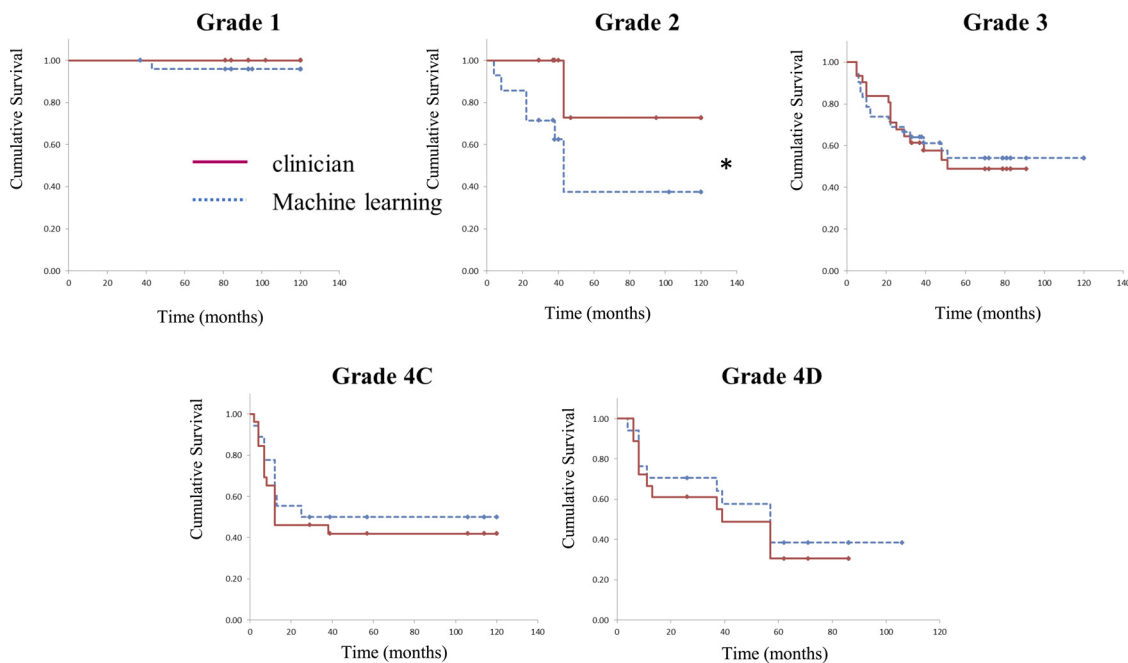 Grade 1
Cumulative Survival
1.00
0.80
0.60
0.40
0.20
0.00
0 20 40 60 80 100 120 140
Time (months)
clinician
Machine learning
Grade 2
Cumulative Survival
1.00
0.80
0.60
0.40
0.20
0.00
0 20 40 60 80 100 120 140
Time (months)
*
Grade 3
Cumulative Survival
1.00
0.80
0.60
0.40
0.20
0.00
0 20 40 60 80 100 120 140
Time (months)
Grade 4C
Cumulative Survival
1.00
0.80
0.60
0.40
0.20
0.00
0 20 40 60 80 100 120 140
Time (months)
Grade 4D
Cumulative Survival
1.00
0.80
0.60
0.40
0.20
0.00
0 20 40 60 80 100 120
Time (months)